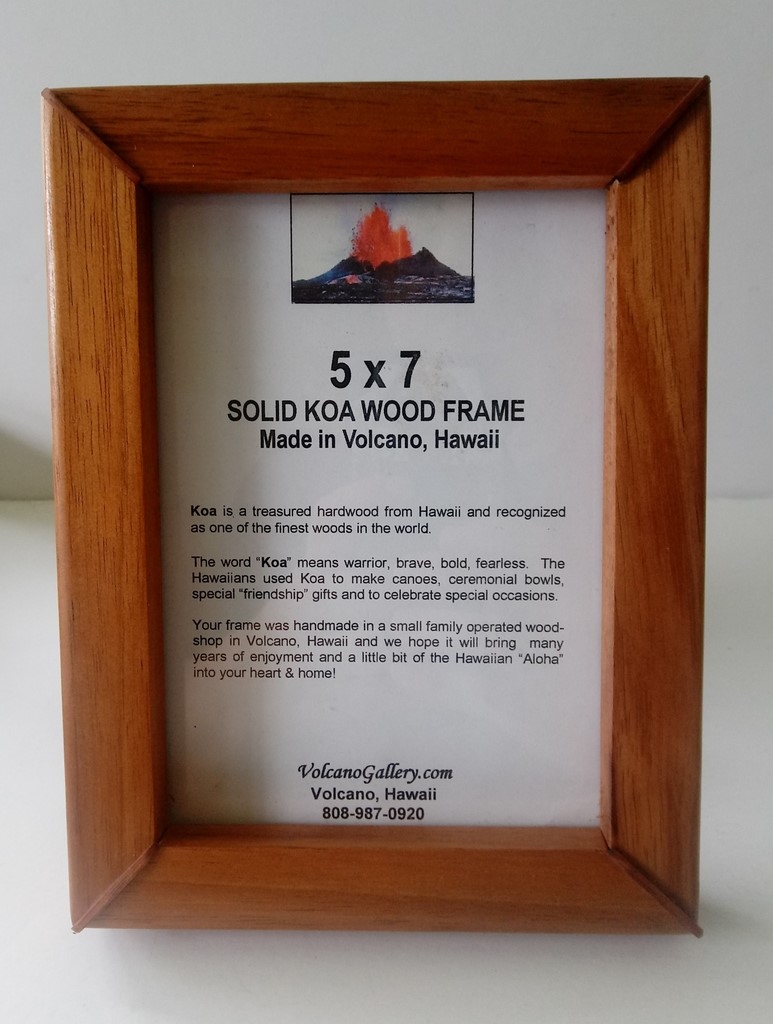 5 x 7
SOLID KOA WOOD FRAME
Made in Volcano, Hawaii
Koa is a treasured hardwood from Hawaii and recognized
as one of the finest woods in the world.
The word “Koa” means warrior, brave, bold, fearless. The
Hawaiians used Koa to make canoes, ceremonial bowls,
special “friendship” gifts and to celebrate special occasions.
Your frame was handmade in a small family operated wood-
shop in Volcano, Hawaii and we hope it will bring many
years of enjoyment and a little bit of the Hawaiian “Aloha”
into your heart & home!
VolcanoGallery.com
Volcano, Hawaii
808-987-0920